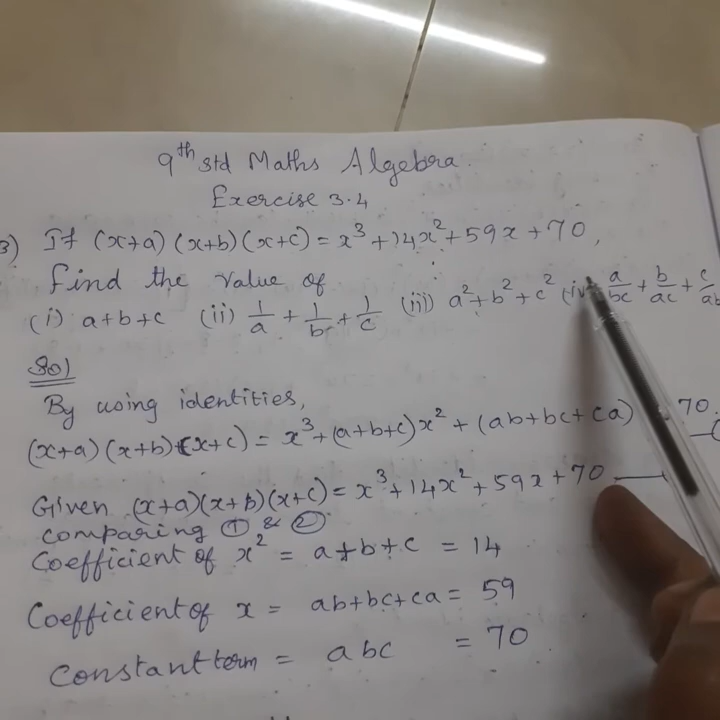 9th std Maths Algebra.
Exercise 3.4
3) If (x+a) (x+b) (x+c) = x³ + 14x² + 59x + 70,
find the value of
(i) a+b+c (ii) 1/a + 1/b + 1/c (iii) a² + b² + c² (iv) a/bc + b/ac + c/ab
Sol
By using identities,
(x+a) (x+b) (x+c) = x³ + (a+b+c) x² + (ab+bc+ca) 70.
Given (x+a)(x+b)(x+c) = x³ + 14x² + 59x + 70
comparing ① & ②
Coefficient of x² = a+b+c = 14
Coefficient of x = ab+bc+ca = 59
Constant term = abc = 70